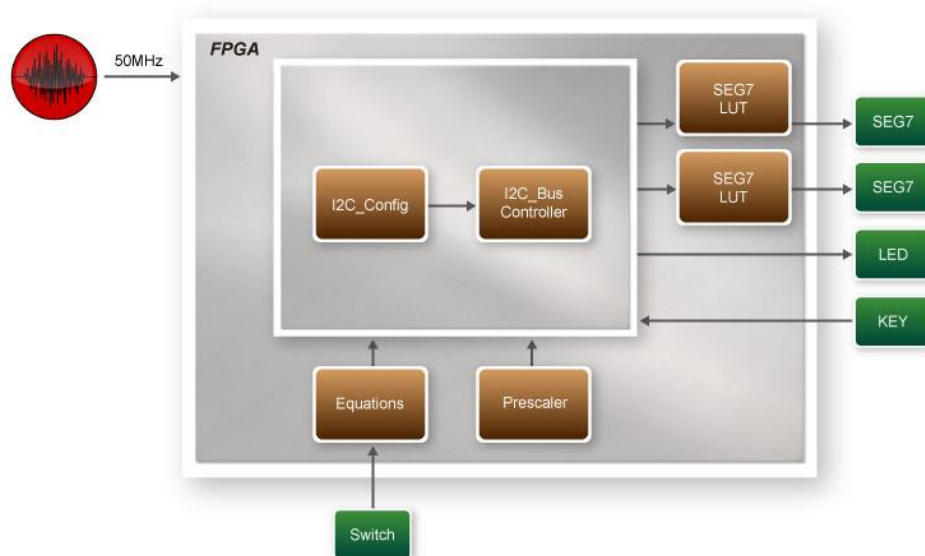 FPGA
50MHz
SEG7
LUT
SEG7
SEG7
LUT
SEG7
I2C_Config
I2C_Bus
Controller
LED
KEY
Equations
Prescaler
Switch